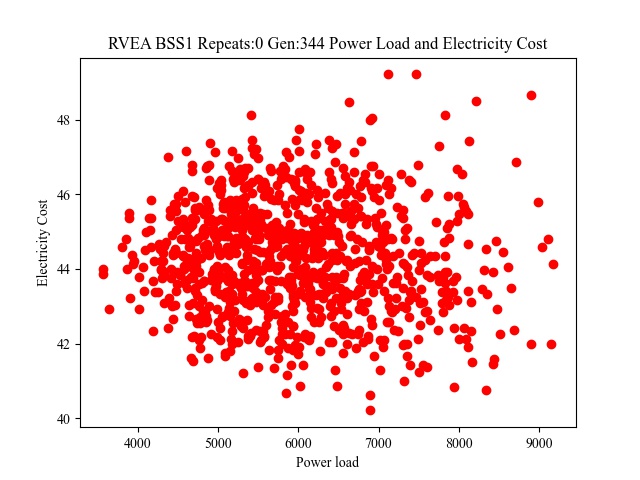 RVEA BSS1 Repeats:0 Gen:344 Power Load and Electricity Cost
48
46
44
42
40
Electricity Cost
4000 5000 6000 7000 8000 9000
Power load